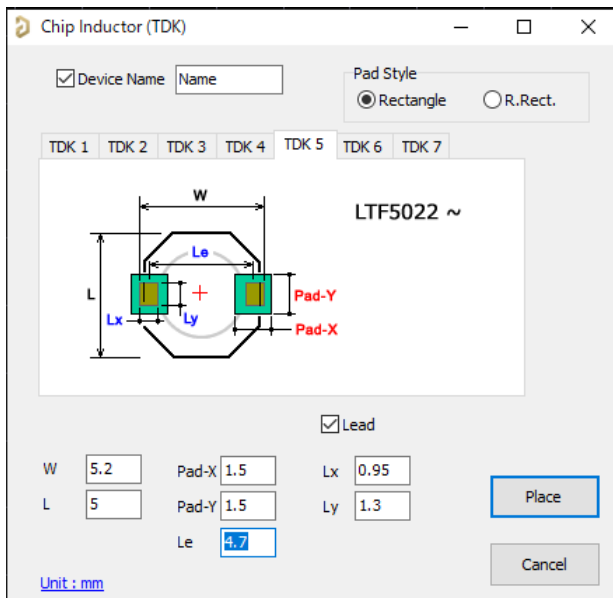 Chip Inductor (TDK)
Device Name Name
Pad Style
Rectangle R.Rect.
TDK 1 TDK 2 TDK 3 TDK 4 TDK 5 TDK 6 TDK 7
W
LTF5022 ~
Le
L
Pad-Y
Lx
Ly
Pad-X
Lead
W 5.2 Pad-X 1.5 Lx 0.95
L 5 Pad-Y 1.5 Ly 1.3
Place
Le 4.7
Cancel
Unit : mm